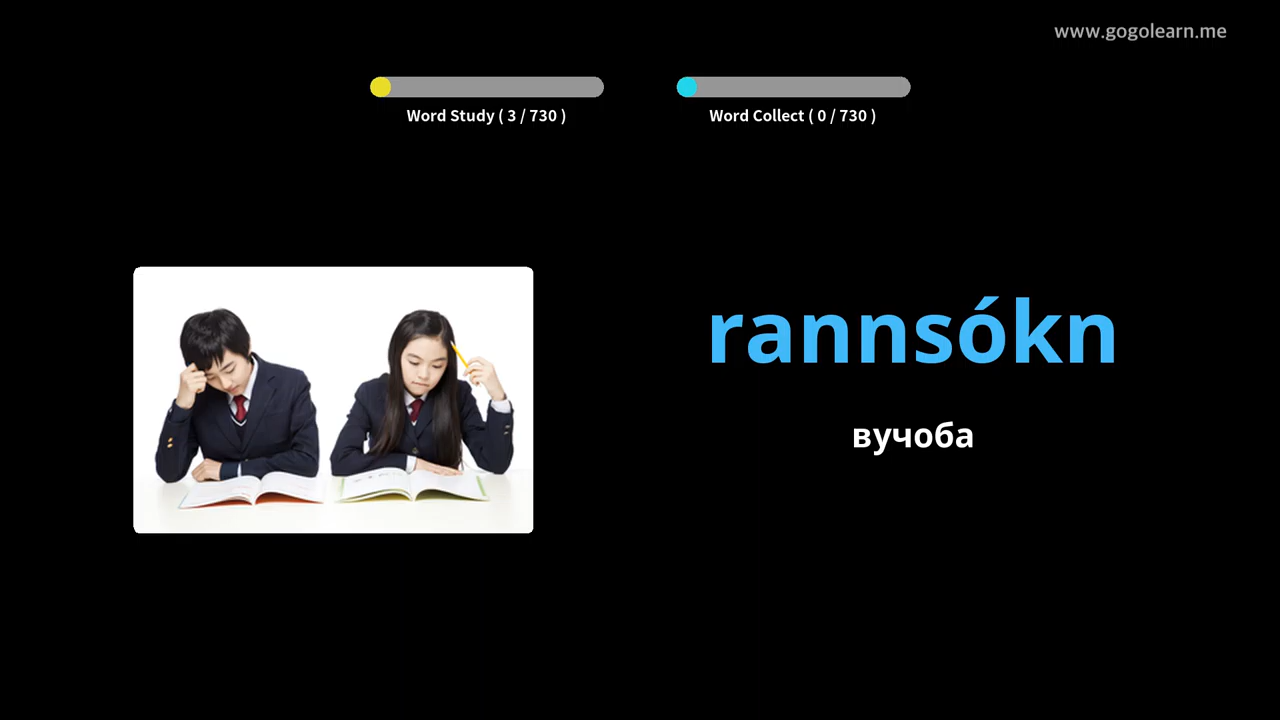 www.gogolearn.me
Word Study ( 3 / 730 )
Word Collect ( 0 / 730 )
rannsókn
вучоба